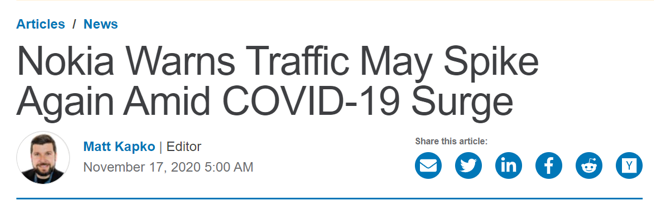 Articles / News
Nokia Warns Traffic May Spike
Again Amid COVID-19 Surge
Matt Kapko | Editor
November 17, 2020 5:00 AM
Share this article:
Y